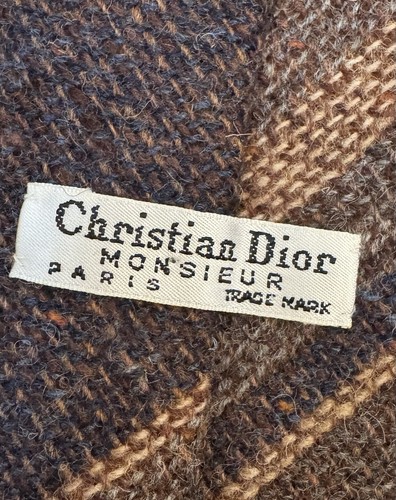 Christian Dior
MONSIEUR
PARIS
TRADE MARK